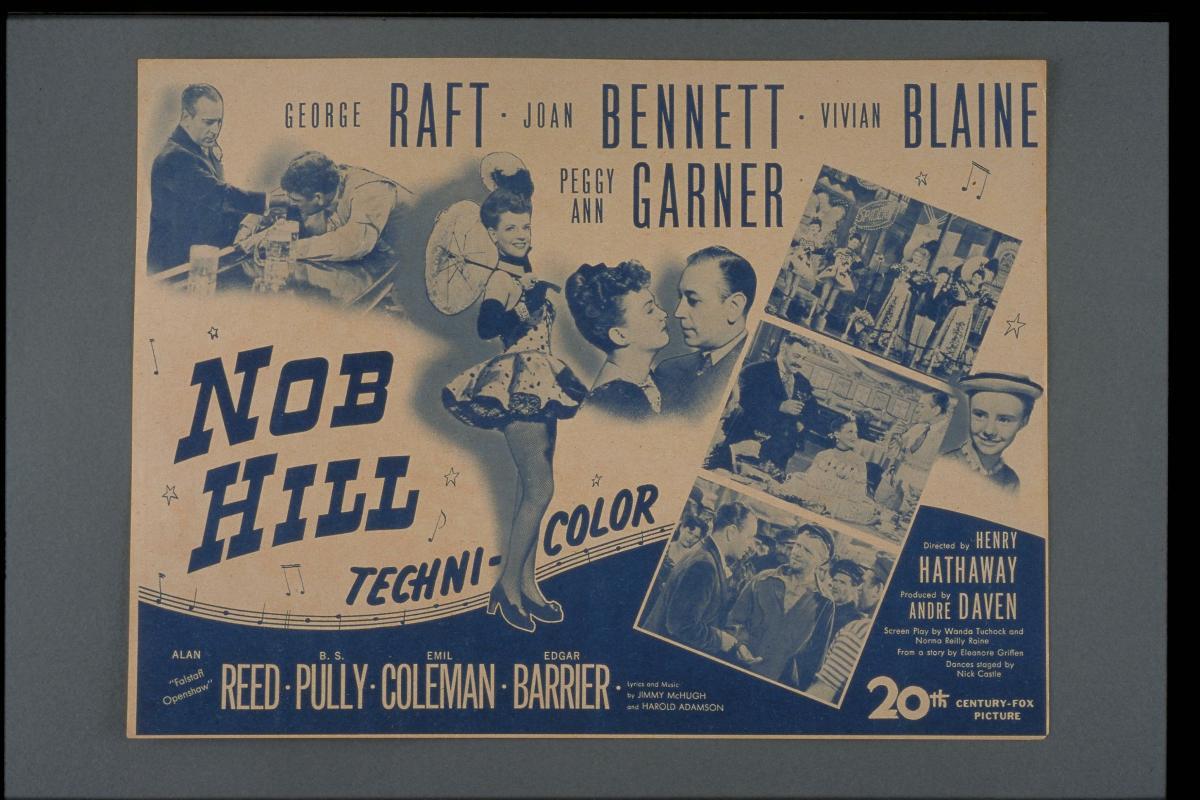 GEORGE RAFT · JOAN BENNETT · VIVIAN BLAINE
PEGGY ANN GARNER
SPIDER
NOB
HILL
TECHNI-COLOR
Directed by HENRY
HATHAWAY
Produced by
ANDRE DAVEN
Screen Play by Wanda Tuchock and
Norma Reilly Raine
From a story by Eleanore Griffen
Dances staged by
Nick Castle
ALAN "Falstaff Openshaw" REED · B. S. PULLY · EMIL COLEMAN · EDGAR BARRIER ·
Lyrics and Music
by JIMMY McHUGH
and HAROLD ADAMSON
20th CENTURY-FOX
PICTURE